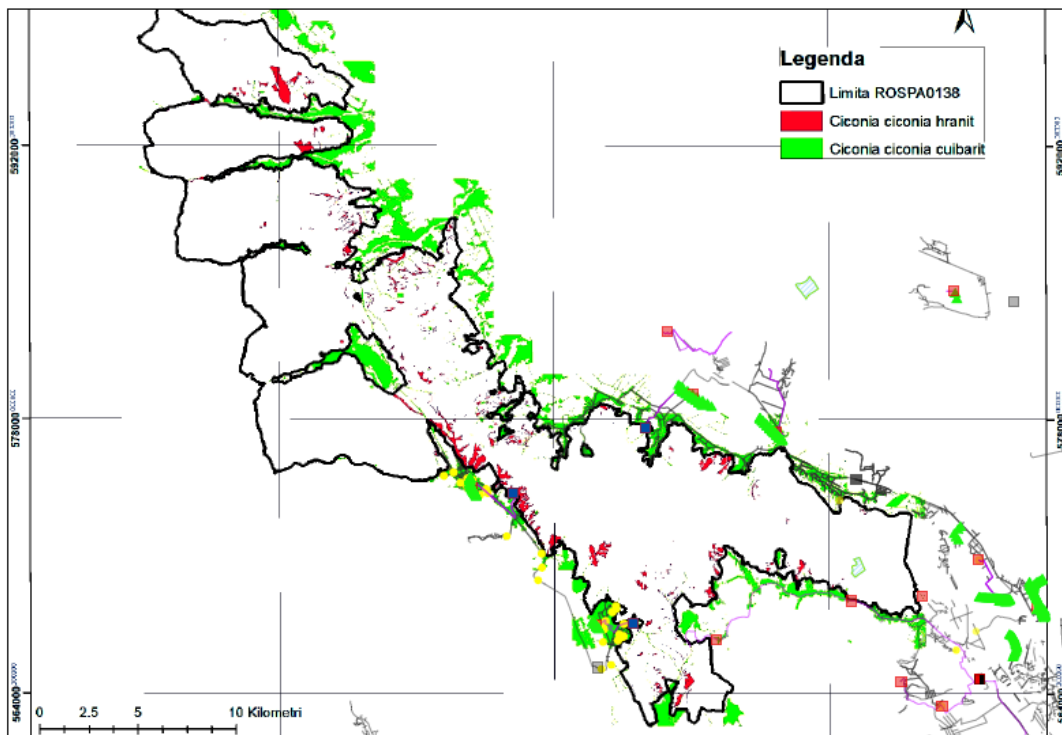 Legenda
Limita ROSPA0138
Ciconia ciconia hranit
Ciconia ciconia cuibarit
592000
592000
578000
578000
564000
564000
0 2.5 5 10 Kilometri